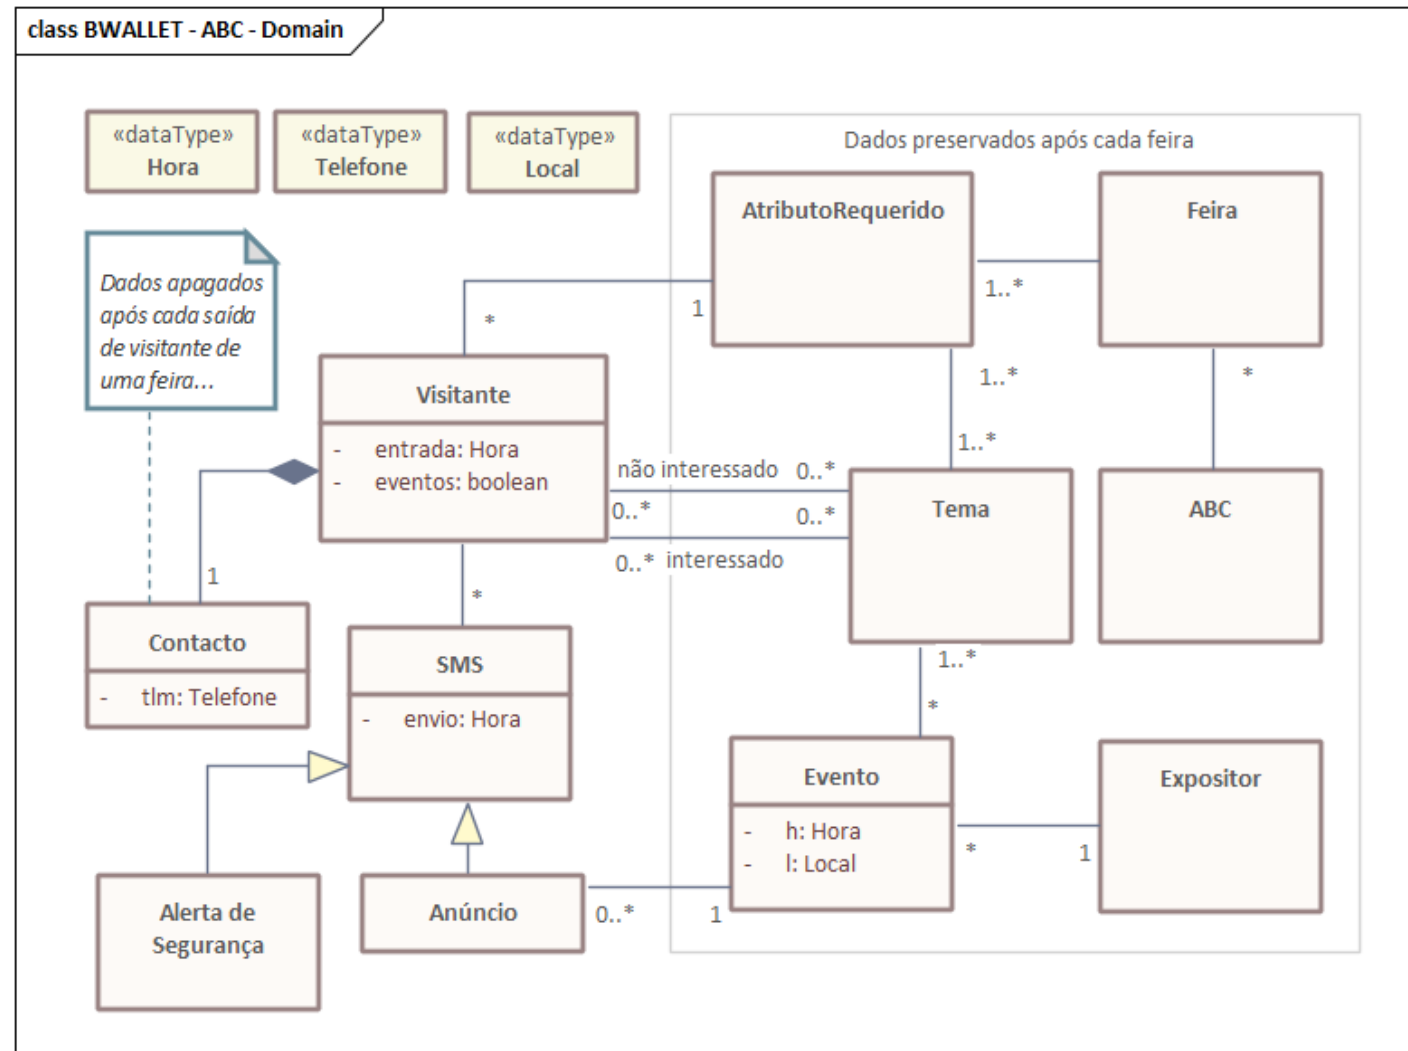 class BWALLET - ABC - Domain
«dataType»
Hora
«dataType»
Telefone
«dataType»
Local
Dados preservados após cada feira
AtributoRequerido
Feira
Dados apagados
após cada saída
de visitante de
uma feira...
1..*
1
*
1..*
*
Visitante
- entrada: Hora
- eventos: boolean
1..*
não interessado
0..*
0..*
0..*
0..*
interessado
Tema
ABC
1
*
Contacto
- tlm: Telefone
SMS
- envio: Hora
1..*
*
Evento
- h: Hora
- l: Local
Expositor
*
1
Alerta de
Segurança
Anúncio
0..*
1